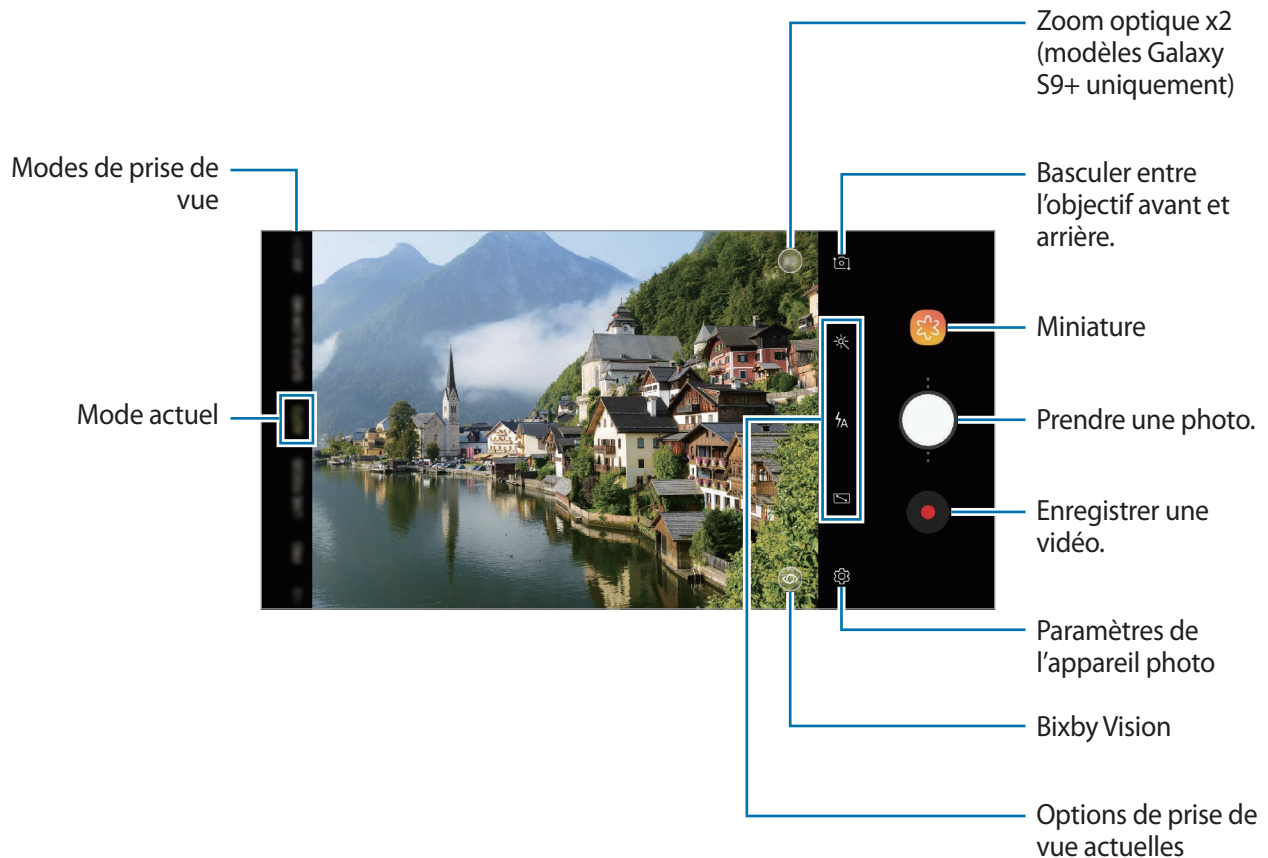 Zoom optique x2
(modèles Galaxy
S9+ uniquement)
Modes de prise de
vue
Basculer entre
l'objectif avant et
arrière.
Miniature
Mode actuel
Prendre une photo.
Enregistrer une
vidéo.
Paramètres de
l'appareil photo
Bixby Vision
Options de prise de
vue actuelles